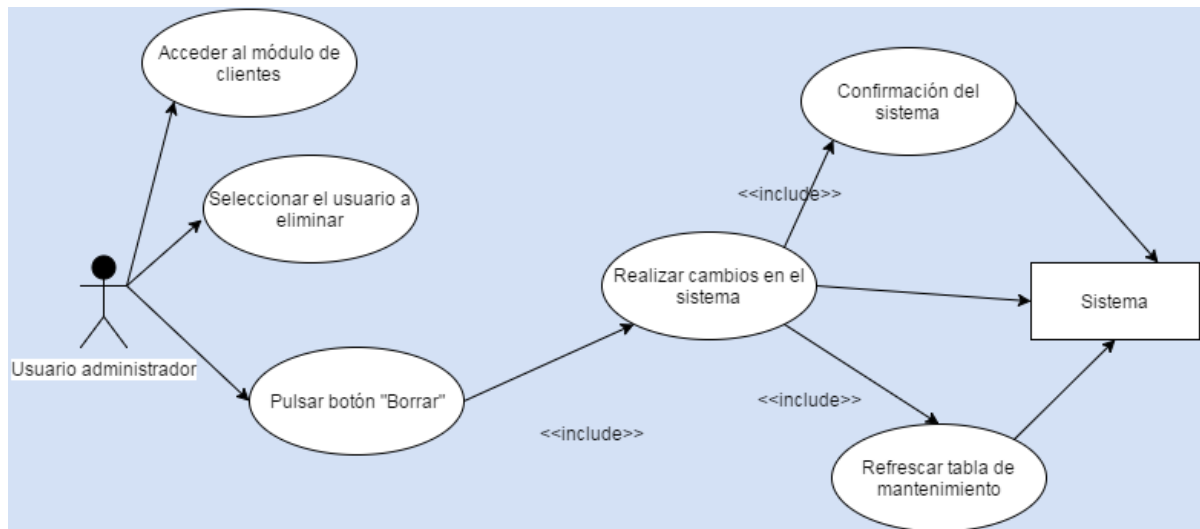 Acceder al módulo de
clientes
Confirmación del
sistema
Seleccionar el usuario a
eliminar
<<include>>
Realizar cambios en el
sistema
Sistema
Usuario administrador
Pulsar botón "Borrar"
<<include>>
<<include>>
Refrescar tabla de
mantenimiento